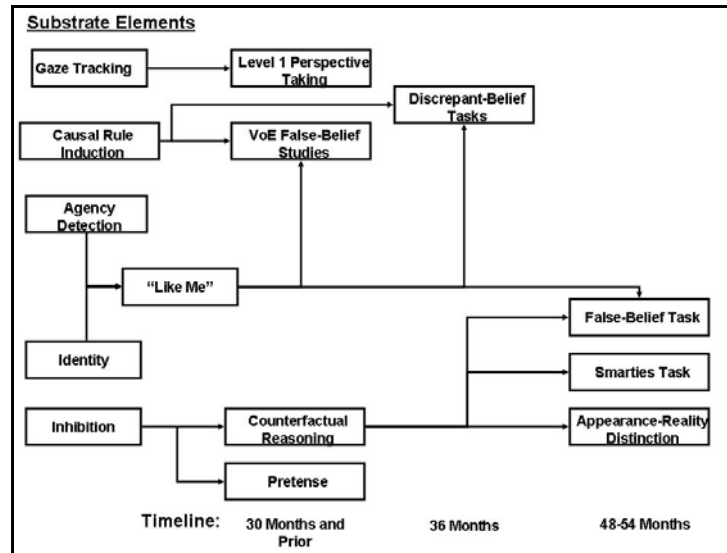 Substrate Elements
Gaze Tracking
Level 1 Perspective
Taking
Discrepant-Belief
Tasks
Causal Rule
Induction
VoE False-Belief
Studies
Agency
Detection
“Like Me”
False-Belief Task
Identity
Smarties Task
Inhibition
Counterfactual
Reasoning
Appearance-Reality
Distinction
Pretense
Timeline:
30 Months and
Prior
36 Months
48-54 Months